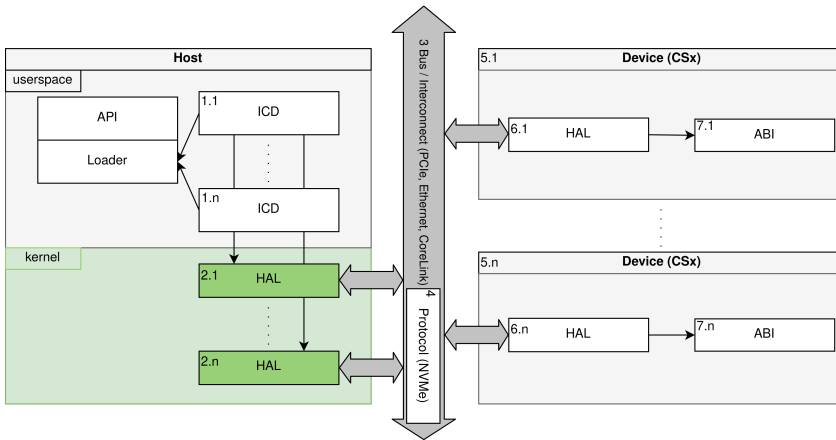 Host
userspace
API
Loader
1.1
ICD
1.n
ICD
kernel
2.1
HAL
2.n
HAL
3 Bus / Interconnect (PCIe, Ethernet, CoreLink)
4
Protocol (NVMe)
5.1
Device (CSx)
6.1
HAL
7.1
ABI
5.n
Device (CSx)
6.n
HAL
7.n
ABI